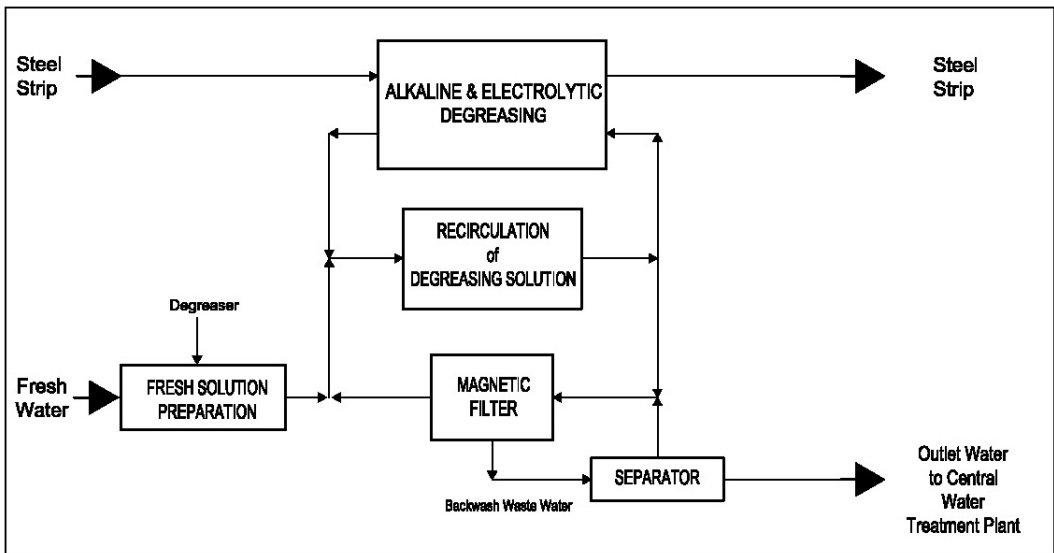 Steel
Strip
ALKALINE & ELECTROLYTIC
DEGREASING
Steel
Strip
RECIRCULATION
of
DEGREASING SOLUTION
Degreaser
Fresh
Water
FRESH SOLUTION
PREPARATION
MAGNETIC
FILTER
SEPARATOR
Backwash Waste Water
Outlet Water
to Central
Water
Treatment Plant